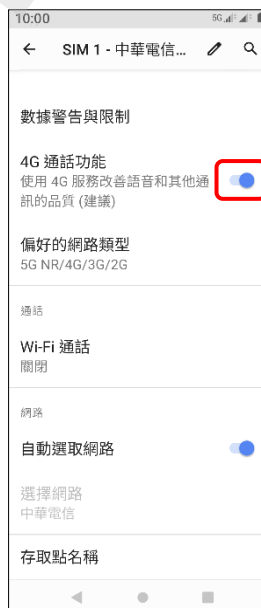 10:00
5G
SIM 1 - 中華電信...
數據警告與限制
4G 通話功能
使用 4G 服務改善語音和其他通
訊的品質 (建議)
偏好的網路類型
5G NR/4G/3G/2G
通話
Wi-Fi 通話
關閉
網路
自動選取網路
選擇網路
中華電信
存取點名稱